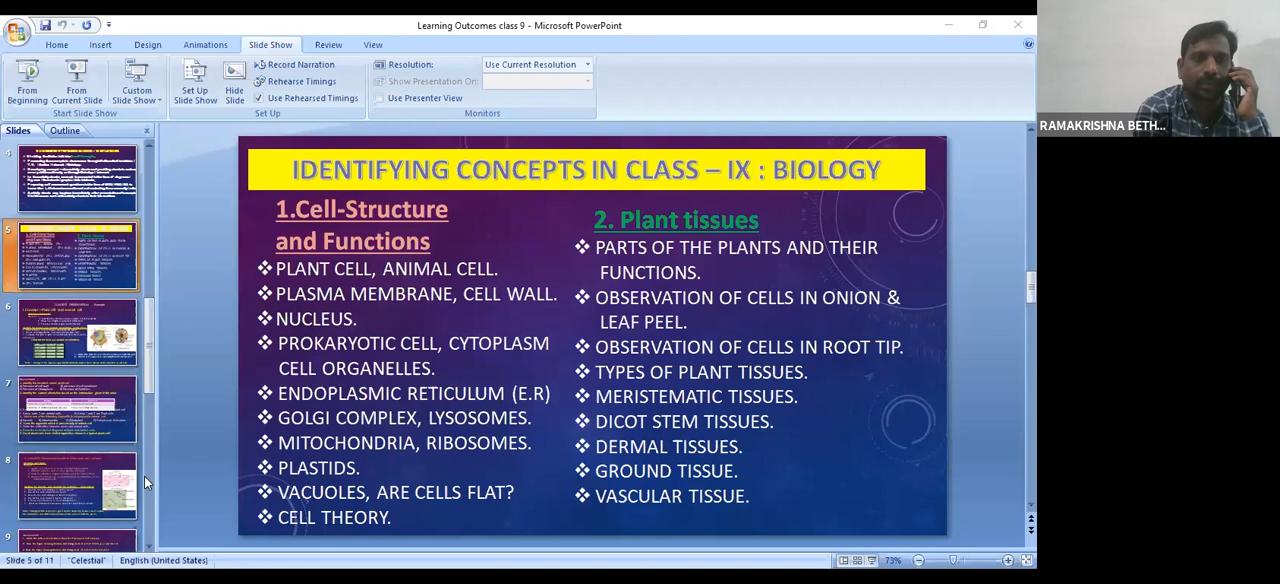 Learning Outcomes class 9 - Microsoft PowerPoint
Home Insert Design Animations Slide Show Review View
From Beginning
From Current Slide
Custom Slide Show
Start Slide Show
Set Up Slide Show
Hide Slide
Record Narration
Rehearse Timings
Use Rehearsed Timings
Set Up
Resolution: Use Current Resolution
Show Presentation On:
Use Presenter View
Monitors
RAMAKRISHNA BETH...
Slides Outline
4
5
6
7
8
9
IDENTIFYING CONCEPTS IN CLASS – IX : BIOLOGY
1.Cell-Structure
and Functions
❖ PLANT CELL, ANIMAL CELL.
❖ PLASMA MEMBRANE, CELL WALL.
❖ NUCLEUS.
❖ PROKARYOTIC CELL, CYTOPLASM
CELL ORGANELLES.
❖ ENDOPLASMIC RETICULUM (E.R)
❖ GOLGI COMPLEX, LYSOSOMES.
❖ MITOCHONDRIA, RIBOSOMES.
❖ PLASTIDS.
❖ VACUOLES, ARE CELLS FLAT?
❖ CELL THEORY.
2. Plant tissues
❖ PARTS OF THE PLANTS AND THEIR
FUNCTIONS.
❖ OBSERVATION OF CELLS IN ONION &
LEAF PEEL.
❖ OBSERVATION OF CELLS IN ROOT TIP.
❖ TYPES OF PLANT TISSUES.
❖ MERISTEMATIC TISSUES.
❖ DICOT STEM TISSUES.
❖ DERMAL TISSUES.
❖ GROUND TISSUE.
❖ VASCULAR TISSUE.
Slide 5 of 11 "Celestial" English (United States) 73%